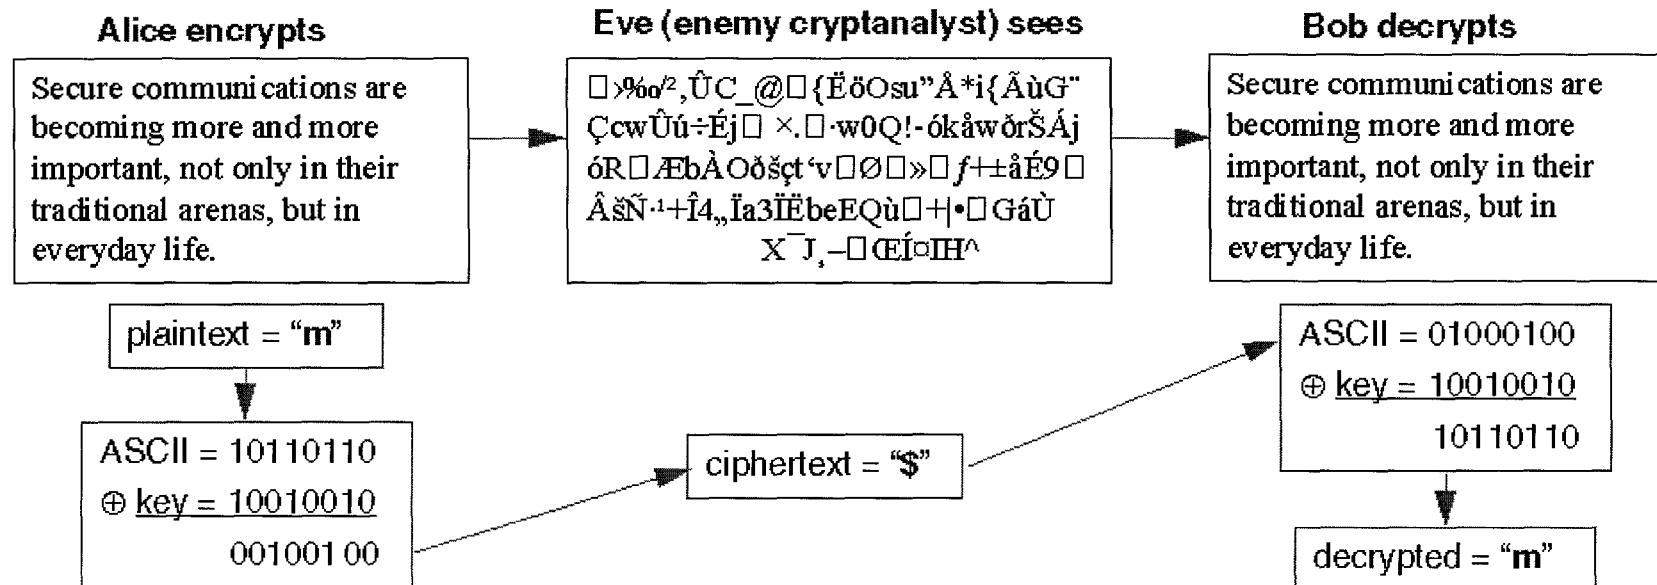 Alice encrypts
Secure communications are
becoming more and more
important, not only in their
traditional arenas, but in
everyday life.
Eve (enemy cryptanalyst) sees
Bob decrypts
Secure communications are
becoming more and more
important, not only in their
traditional arenas, but in
everyday life.
plaintext = “m”
ASCII = 10110110
⊕ key = 10010010
00100100
ciphertext = “$”
ASCII = 01000100
⊕ key = 10010010
10110110
decrypted = “m”